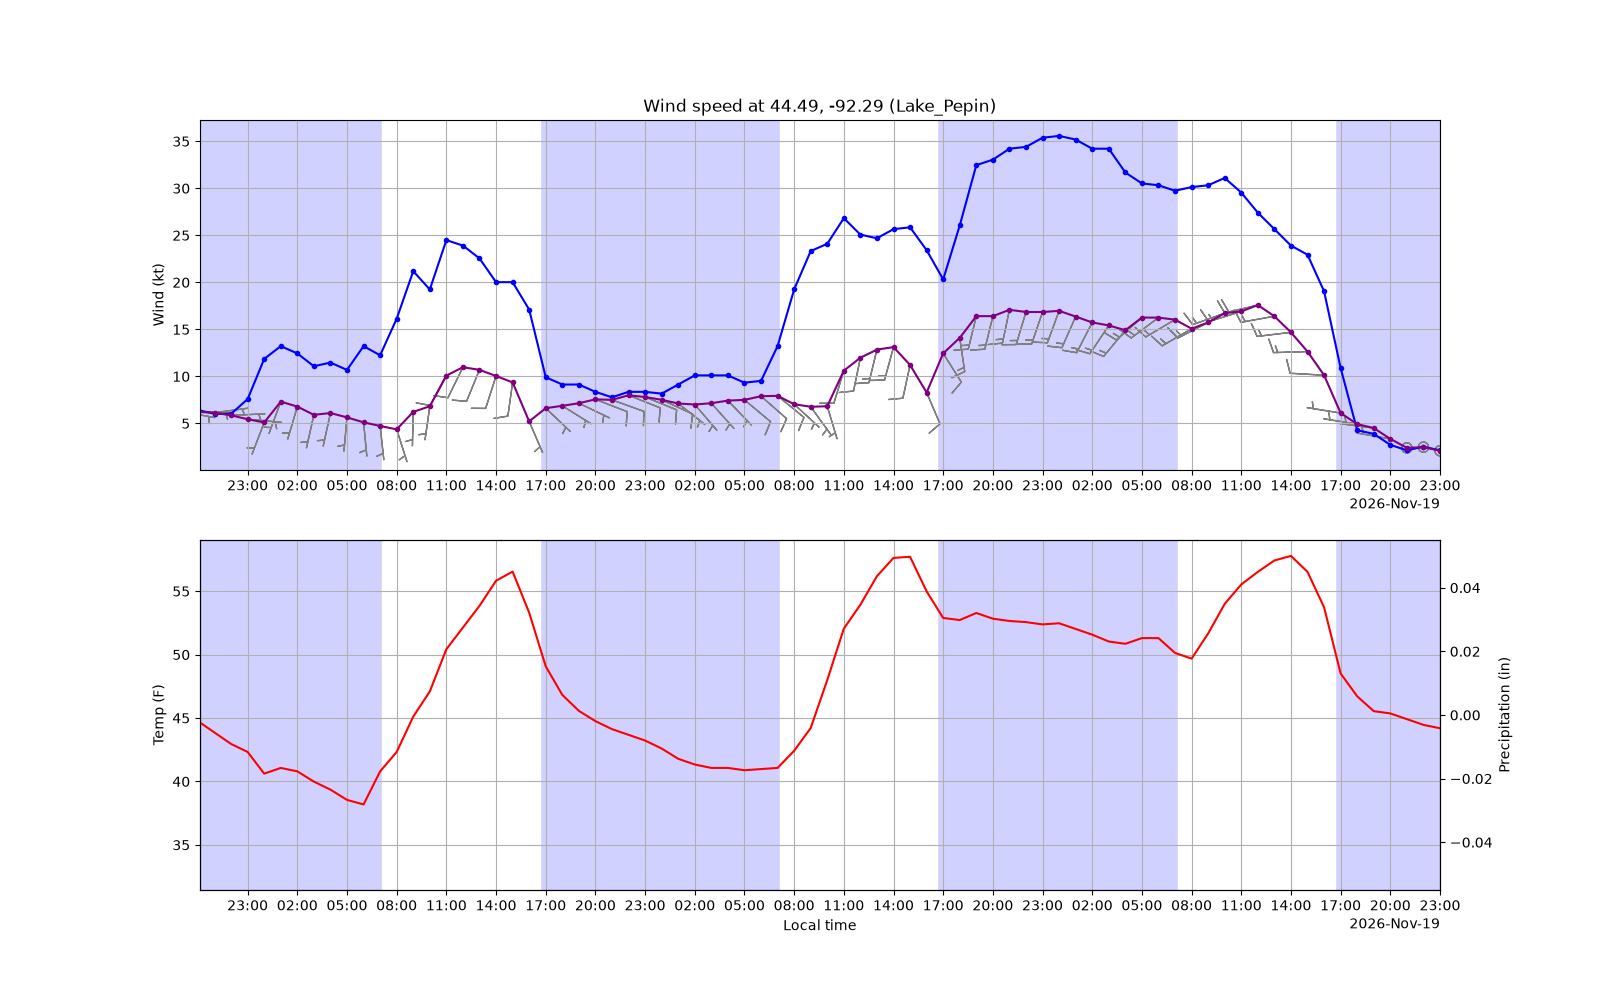 Wind speed at 44.49, -92.29 (Lake_Pepin)
Wind (kt)
35
30
25
20
15
10
5
23:00 02:00 05:00 08:00 11:00 14:00 17:00 20:00 23:00 02:00 05:00 08:00 11:00 14:00 17:00 20:00 23:00 02:00 05:00 08:00 11:00 14:00 17:00 20:00 23:00
2026-Nov-19
Temp (F)
55
50
45
40
35
0.04
0.02
0.00
−0.02
−0.04
Precipitation (in)
23:00 02:00 05:00 08:00 11:00 14:00 17:00 20:00 23:00 02:00 05:00 08:00 11:00 14:00 17:00 20:00 23:00 02:00 05:00 08:00 11:00 14:00 17:00 20:00 23:00
Local time
2026-Nov-19